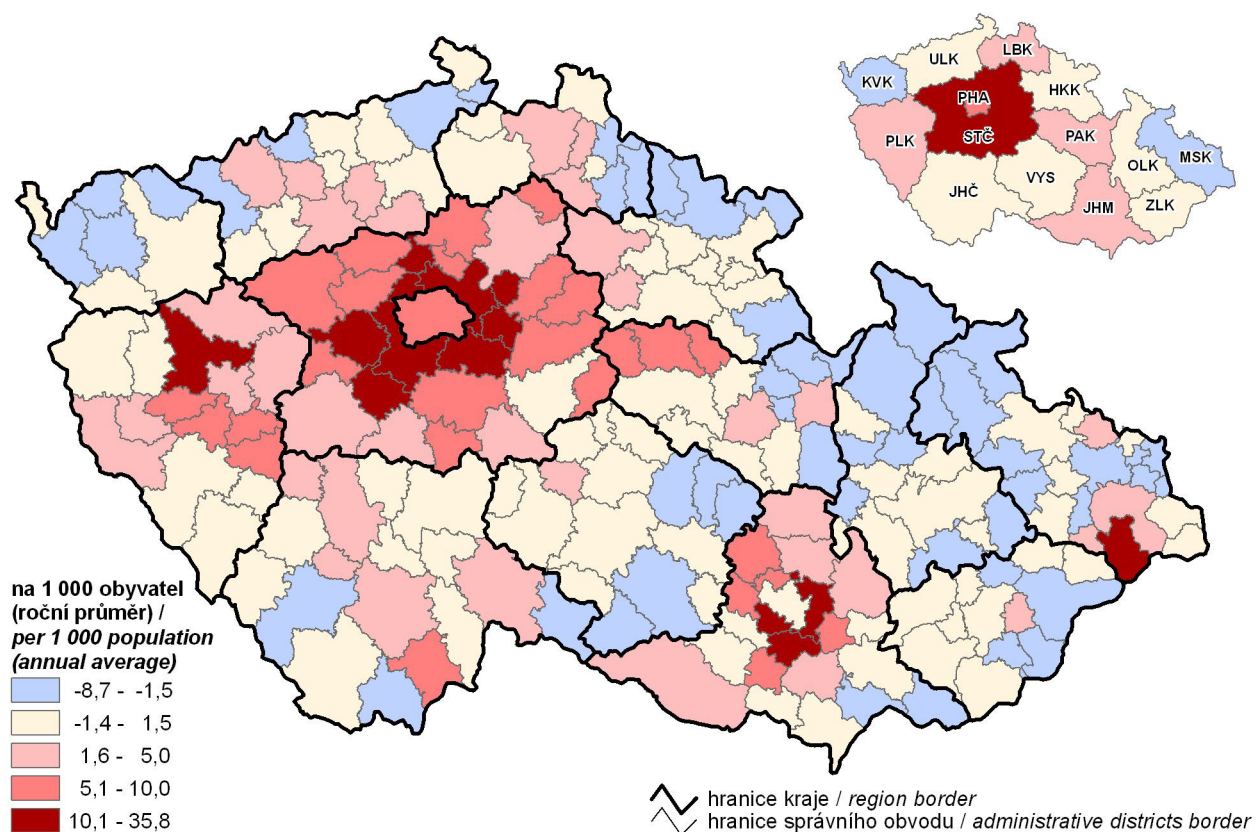 ULK
LBK
KVK
HKK
PHA
STČ
PLK
PAK
OLK
MSK
VYS
JHČ
ZLK
JHM
na 1 000 obyvatel
(roční průměr) /
per 1 000 population
(annual average)
-8,7 - -1,5
-1,4 - 1,5
1,6 - 5,0
5,1 - 10,0
10,1 - 35,8
hranice kraje / region border
hranice správního obvodu / administrative districts border